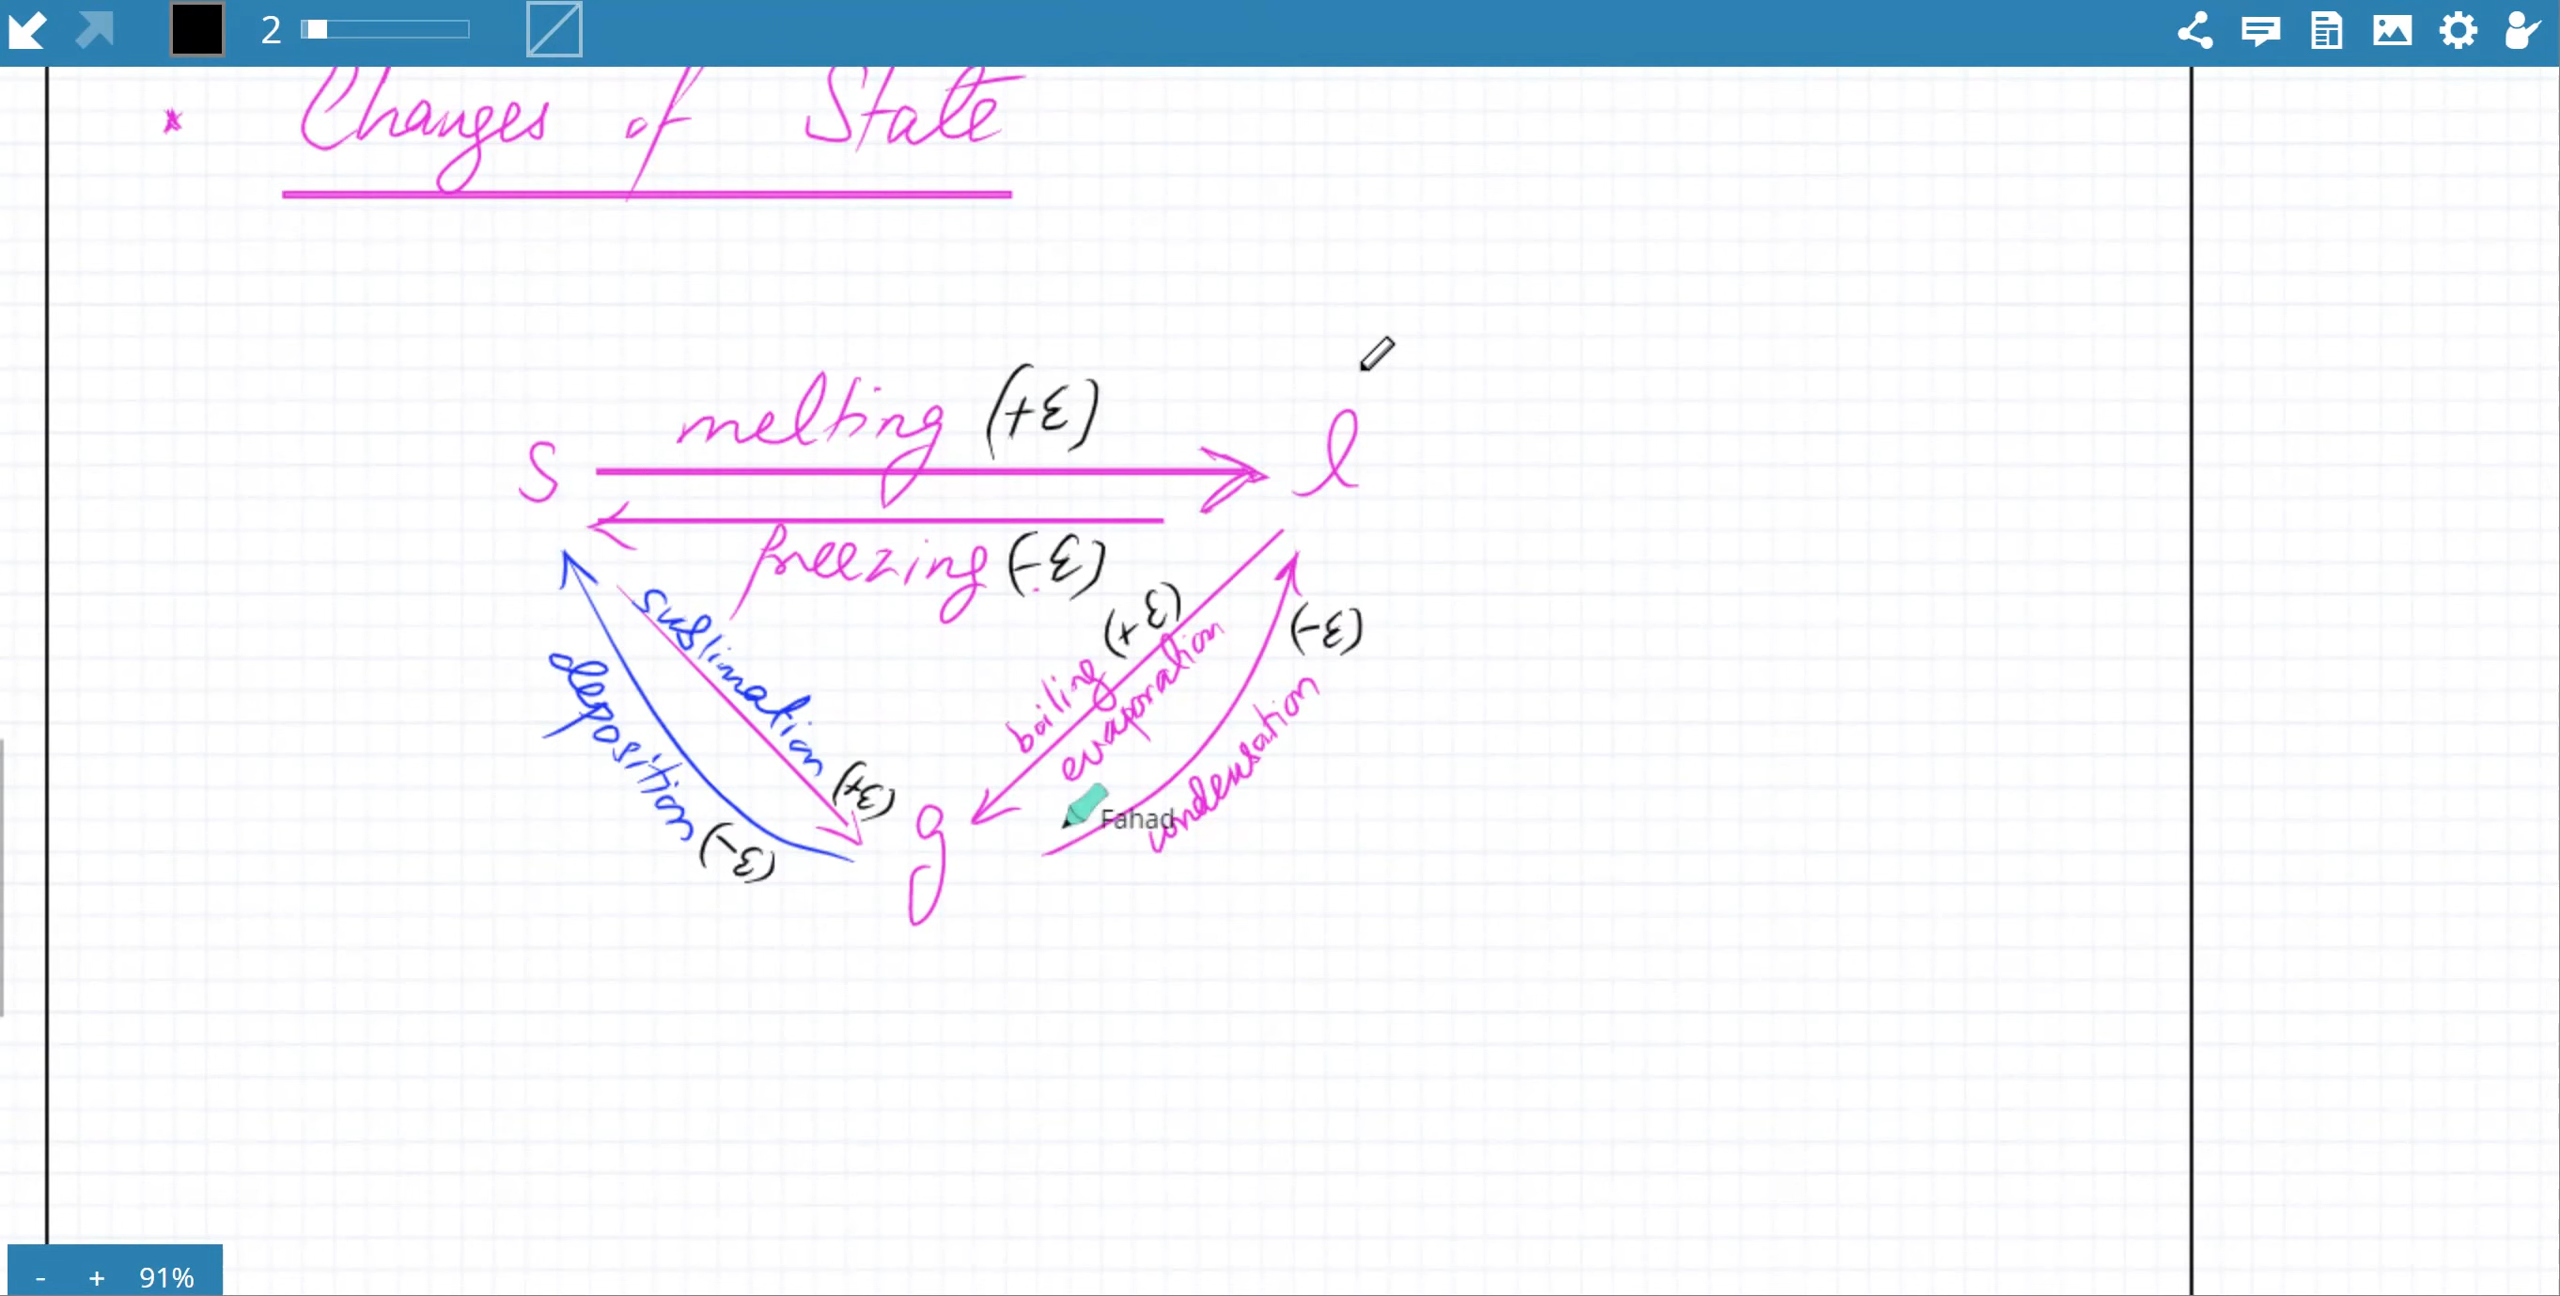 2
Changes of State
melting (+ε)
s
l
freezing (-ε)
sublimation (+ε)
deposition (-ε)
boiling (+ε)
evaporation
(-ε)
condensation
g
Fahad
- + 91%